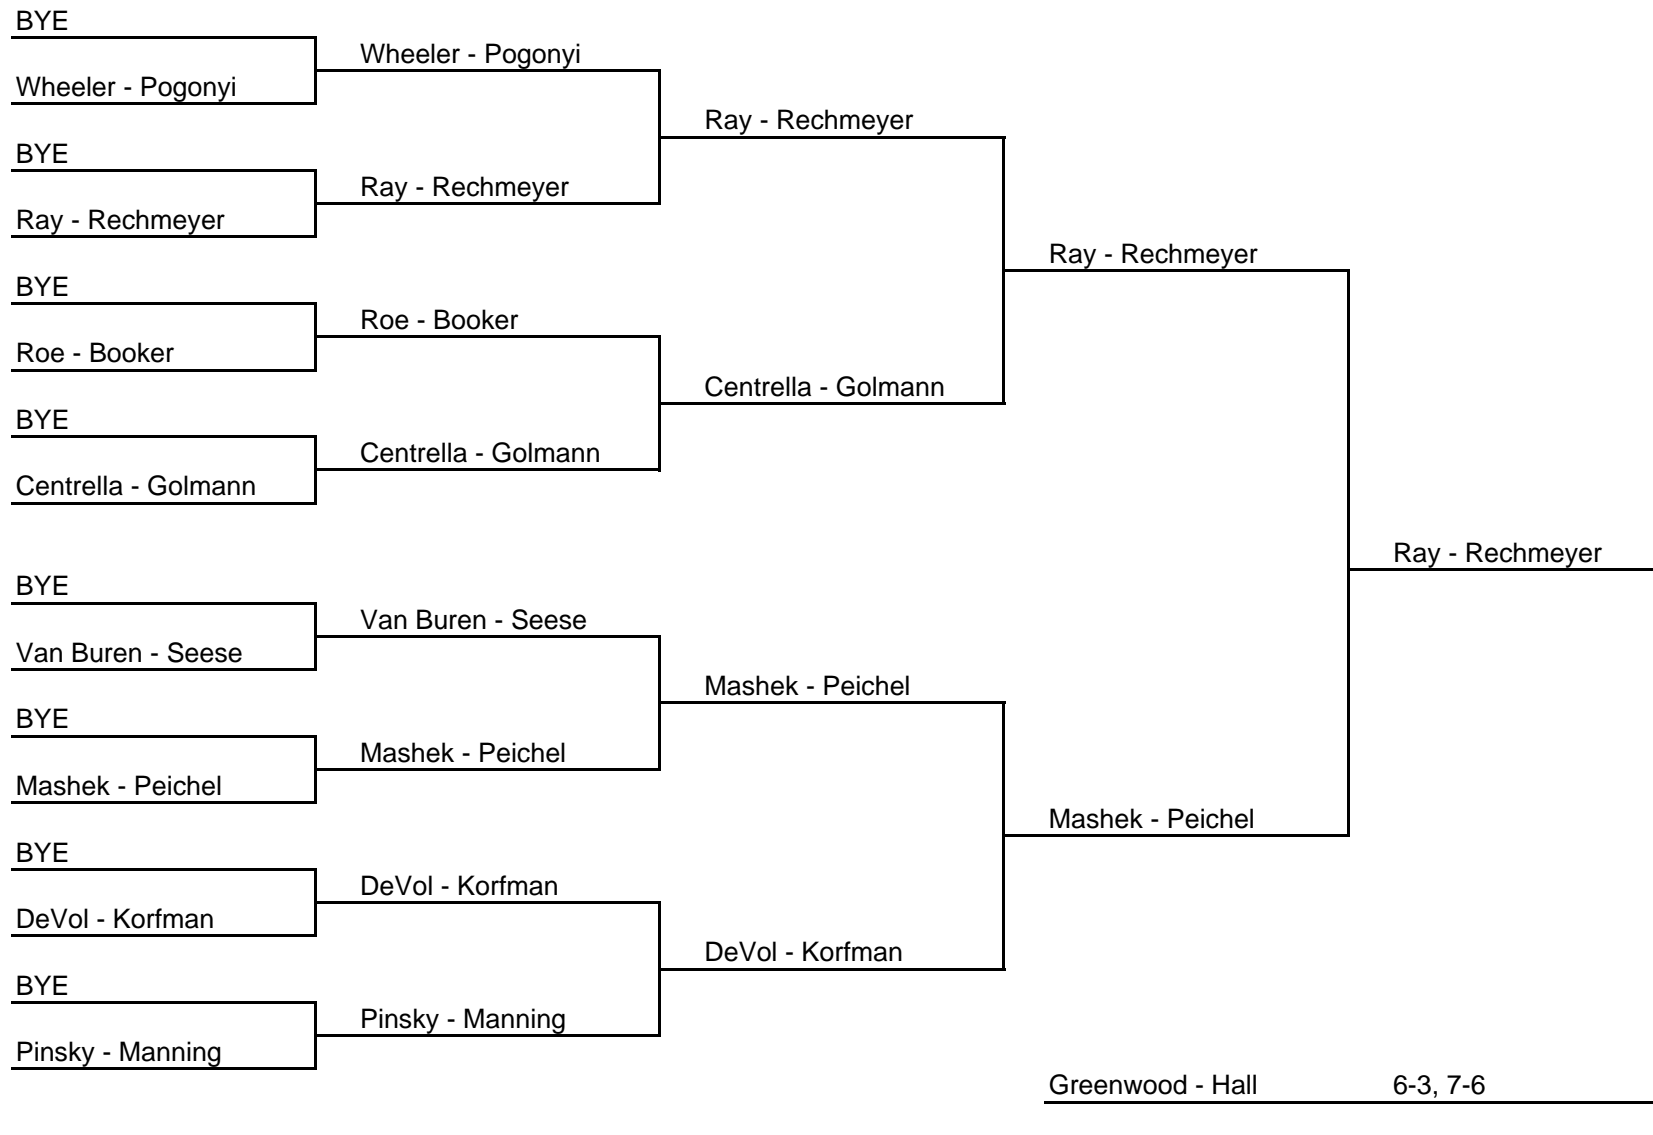 BYE
Wheeler - Pogonyi
Wheeler - Pogonyi
Ray - Rechmeyer
BYE
Ray - Rechmeyer
Ray - Rechmeyer
Ray - Rechmeyer
BYE
Roe - Booker
Roe - Booker
Centrella - Golmann
BYE
Centrella - Golmann
Centrella - Golmann
Ray - Rechmeyer
BYE
Van Buren - Seese
Van Buren - Seese
Mashek - Peichel
BYE
Mashek - Peichel
Mashek - Peichel
Mashek - Peichel
BYE
DeVol - Korfman
DeVol - Korfman
DeVol - Korfman
BYE
Pinsky - Manning
Pinsky - Manning
Greenwood - Hall 6-3, 7-6